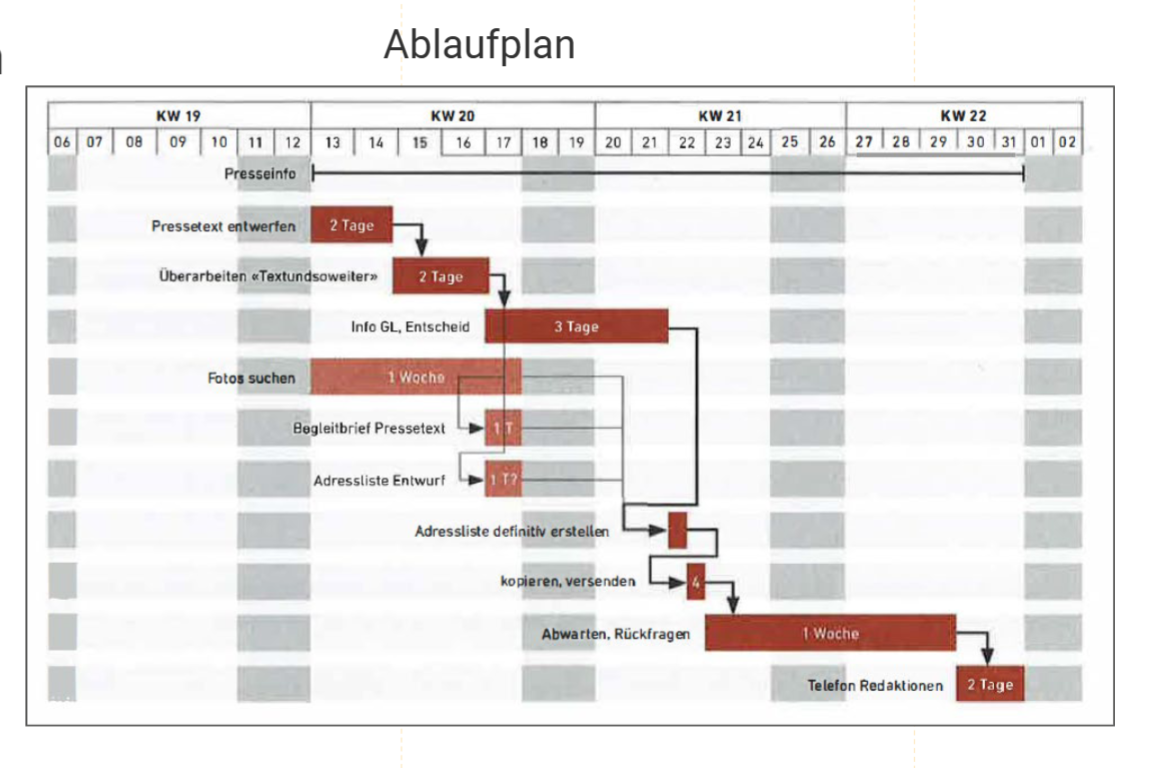 Ablaufplan
KW 19 KW 20 KW 21 KW 22
06 07 08 09 10 11 12 13 14 15 16 17 18 19 20 21 22 23 24 25 26 27 28 29 30 31 01 02
Presseinfo
Pressetext entwerfen 2 Tage
Überarbeiten «Textundsoweiter» 2 Tage
Info GL, Entscheid 3 Tage
Fotos suchen 1 Woche
Begleitbrief Pressetext 1 T
Adressliste Entwurf 1 T?
Adressliste definitiv erstellen
kopieren, versenden 4
Abwarten, Rückfragen 1 Woche
Telefon Redaktionen 2 Tage